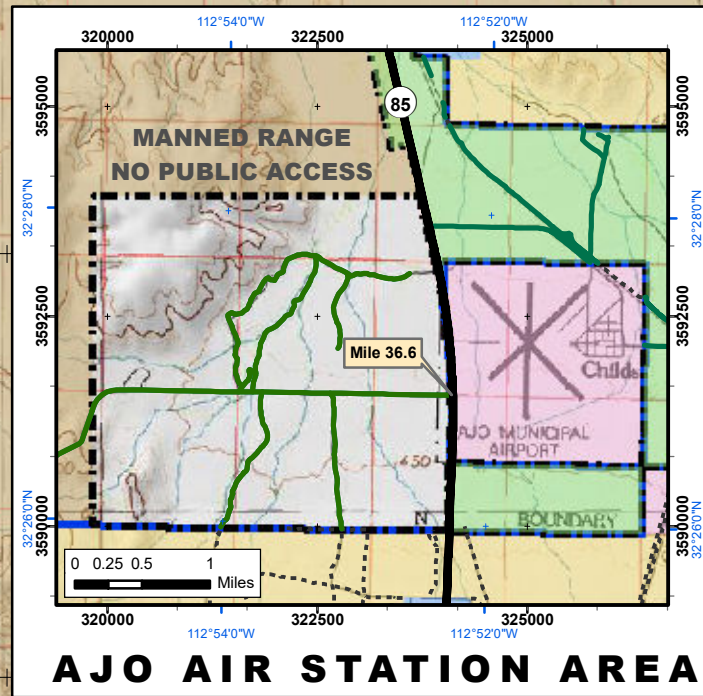 112°54'0"W 112°52'0"W
320000 322500 325000
3595000 3595000
85
MANNED RANGE
NO PUBLIC ACCESS
32°28'0"N 32°28'0"N
3592500 3592500
Mile 36.6
Childs
AJO MUNICIPAL
AIRPORT
650
N BOUNDARY
32°26'0"N 3590000 3590000 32°26'0"N
0 0.25 0.5 1
Miles
320000 322500 325000
112°54'0"W 112°52'0"W
AJO AIR STATION AREA